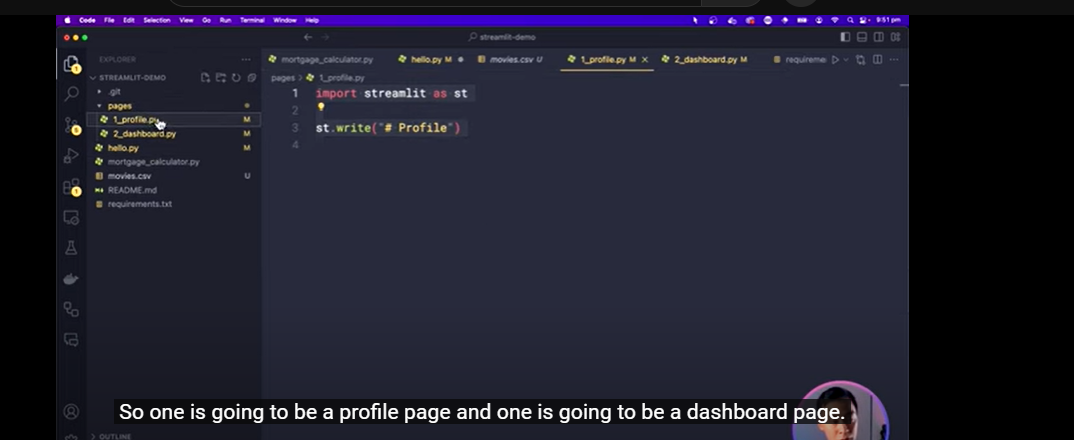 Code File Edit Selection View Go Run Terminal Window Help 9:51 pm
streamlit-demo
EXPLORER
mortgage_calculator.py hello.py M movies.csv U 1_profile.py M 2_dashboard.py M requireme
STREAMLIT-DEMO
pages > 1_profile.py
.git
pages
1_profile.py M
2_dashboard.py M
hello.py M
mortgage_calculator.py
movies.csv U
README.md
requirements.txt
1 import streamlit as st
2
3 st.write("# Profile")
4
So one is going to be a profile page and one is going to be a dashboard page.
OUTLINE